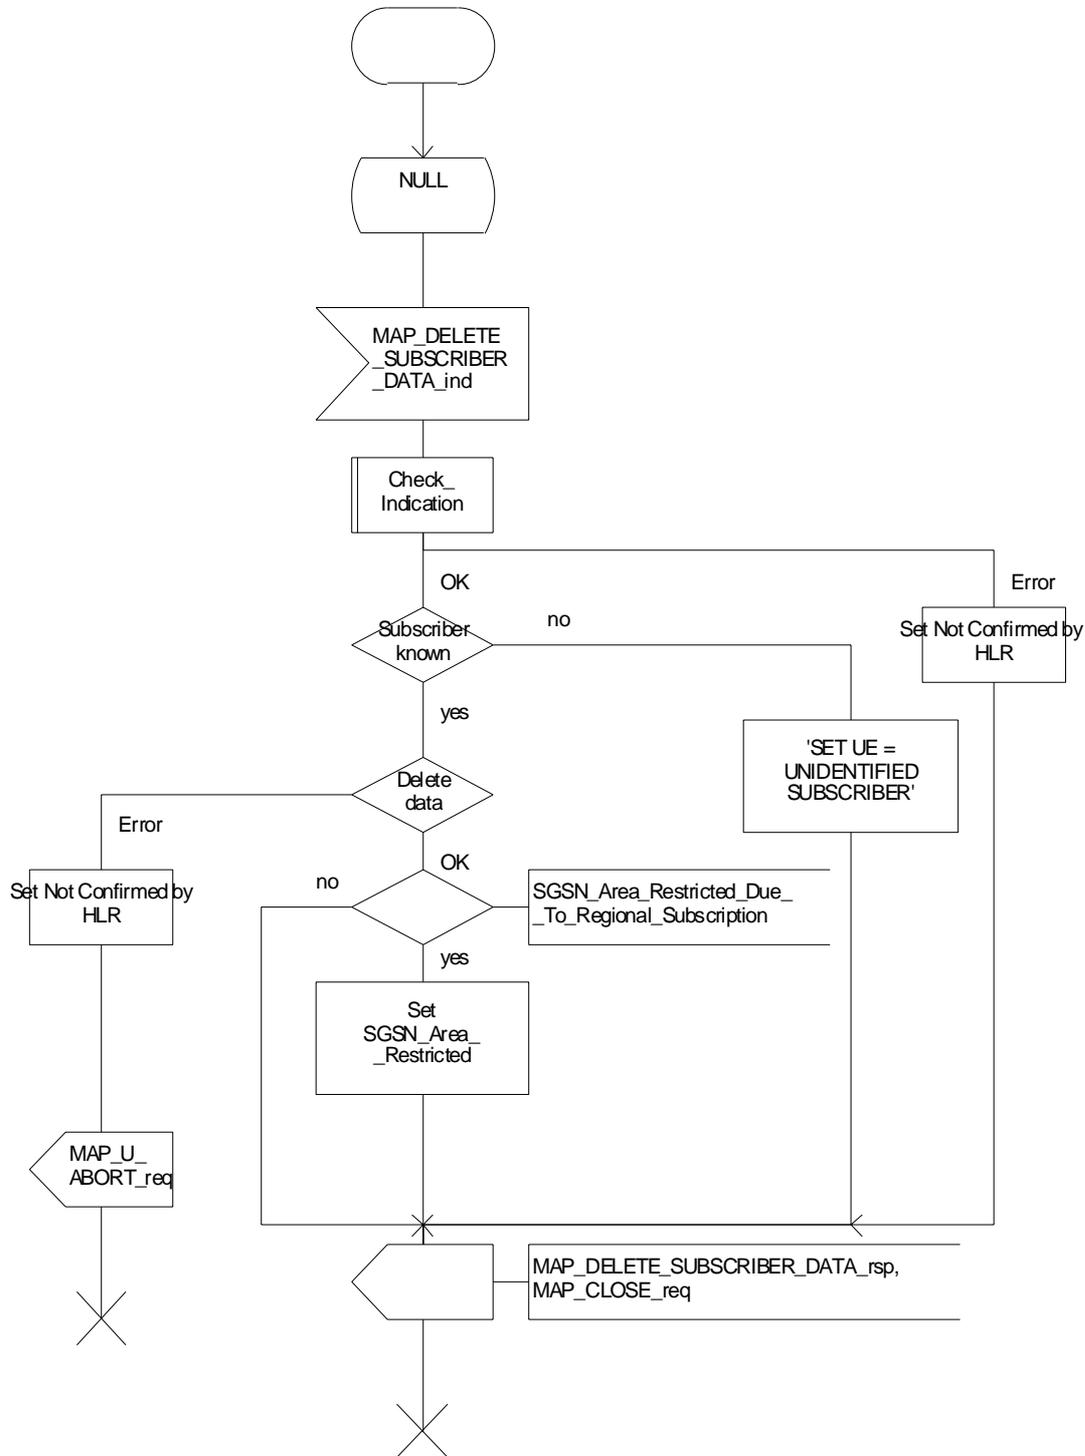 NULL
MAP_DELETE
_SUBSCRIBER
_DATA_ind
Check_
Indication
OK
Error
Subscriber
known
no
Set Not Confirmed by
HLR
yes
'SET UE =
UNIDENTIFIED
SUBSCRIBER'
Delete
data
Error
OK
no
Set Not Confirmed by
HLR
SGSN_Area_Restricted_Due_
_To_Regional_Subscription
yes
Set
SGSN_Area_
_Restricted
MAP_U_
ABORT_req
MAP_DELETE_SUBSCRIBER_DATA_rsp,
MAP_CLOSE_req